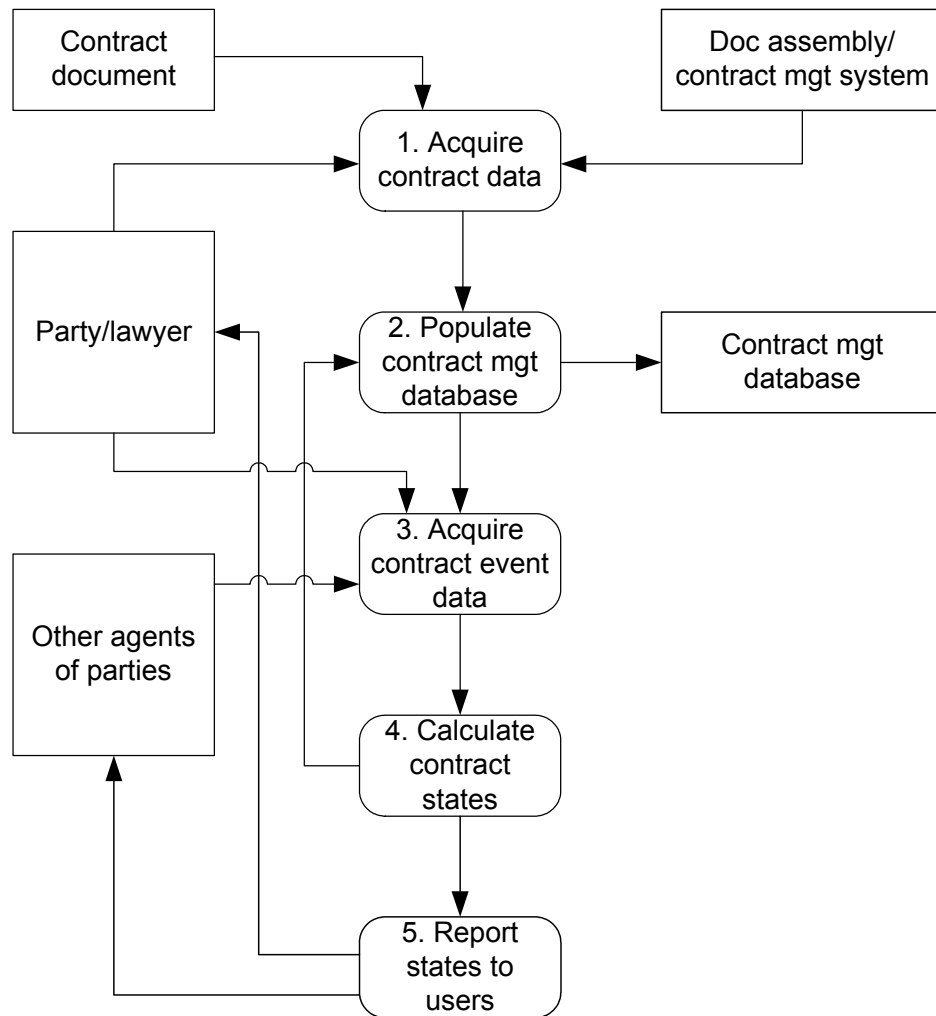 Contract
document
Doc assembly/
contract mgt system
1. Acquire
contract data
Party/lawyer
2. Populate
contract mgt
database
Contract mgt
database
3. Acquire
contract event
data
Other agents
of parties
4. Calculate
contract
states
5. Report
states to
users